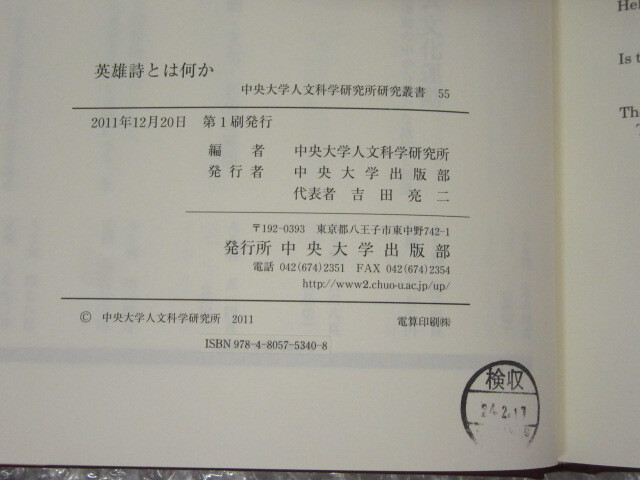 英雄詩とは何か
中央大学人文科学研究所研究叢書 55
2011年12月20日 第1刷発行
編者 中央大学人文科学研究所
発行者 中央大学出版部
代表者 吉田亮二
〒192-0393 東京都八王子市東中野742-1
発行所 中央大学出版部
電話 042(674)2351 FAX 042(674)2354
http://www2.chuo-u.ac.jp/up/
© 中央大学人文科学研究所 2011 電算印刷㈱
ISBN 978-4-8057-5340-8
検収
24.2.17
Hel
Is t
Th